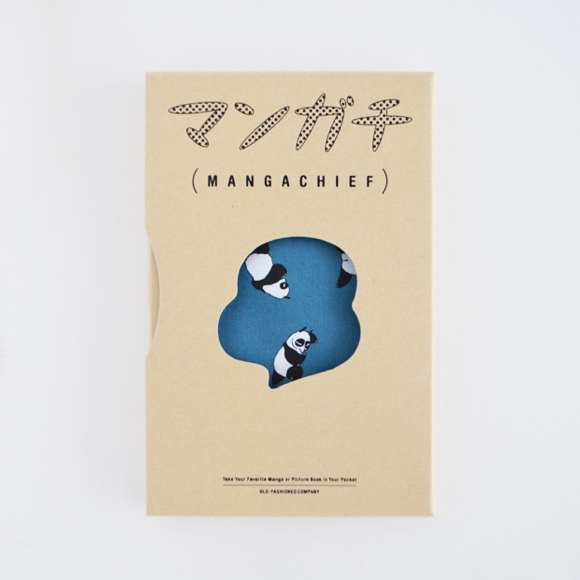 マンガチ
(MANGACHIEF)
Take Your Favorite Manga or Picture Book in Your Pocket
OLD FASHIONED COMPANY